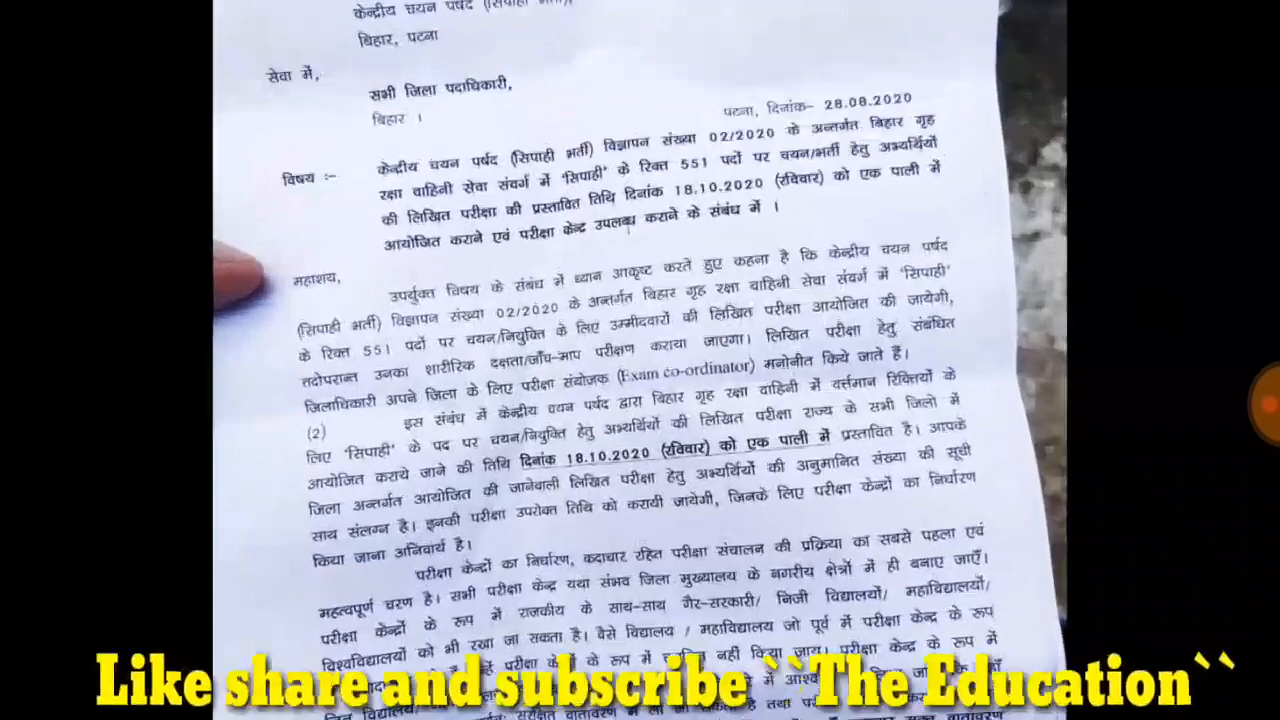 केन्द्रीय चयन पर्षद (सिपाही भर्ती),
बिहार, पटना
सेवा में,
सभी जिला पदाधिकारी,
बिहार ।
पटना, दिनांक- 28.08.2020
विषय :- केन्द्रीय चयन पर्षद (सिपाही भर्ती) विज्ञापन संख्या 02/2020 के अन्तर्गत बिहार गृह
रक्षा वाहिनी सेवा संवर्ग में 'सिपाही' के रिक्त 551 पदों पर चयन/भर्ती हेतु अभ्यर्थियों
की लिखित परीक्षा की प्रस्तावित तिथि दिनांक 18.10.2020 (रविवार) को एक पाली में
आयोजित कराने एवं परीक्षा केन्द्र उपलब्ध कराने के संबंध में ।
महाशय,
उपर्युक्त विषय के संबंध में ध्यान आकृष्ट करते हुए कहना है कि केन्द्रीय चयन पर्षद
(सिपाही भर्ती) विज्ञापन संख्या 02/2020 के अन्तर्गत बिहार गृह रक्षा वाहिनी सेवा संवर्ग में 'सिपाही'
के रिक्त 551 पदों पर चयन/नियुक्ति के लिए उम्मीदवारों की लिखित परीक्षा आयोजित की जायेगी,
तदोपरान्त उनका शारीरिक दक्षता/जाँच-माप परीक्षण कराया जाएगा। लिखित परीक्षा हेतु संबंधित
जिलाधिकारी अपने जिला के लिए परीक्षा संयोजक (Exam co-ordinator) मनोनीत किये जाते हैं।
(2) इस संबंध में केन्द्रीय चयन पर्षद द्वारा बिहार गृह रक्षा वाहिनी में वर्त्तमान रिक्तियों के
लिए 'सिपाही' के पद पर चयन/नियुक्ति हेतु अभ्यर्थियों की लिखित परीक्षा राज्य के सभी जिलो में
आयोजित कराये जाने की तिथि दिनांक 18.10.2020 (रविवार) को एक पाली में प्रस्तावित है। आपके
जिला अन्तर्गत आयोजित की जानेवाली लिखित परीक्षा हेतु अभ्यर्थियों की अनुमानित संख्या की सूची
साथ संलग्न है। इनकी परीक्षा उपरोक्त तिथि को करायी जायेगी, जिनके लिए परीक्षा केन्द्रों का निर्धारण
किया जाना अनिवार्य है।
परीक्षा केन्द्रों का निर्धारण, कदाचार रहित परीक्षा संचालन की प्रक्रिया का सबसे पहला एवं
महत्वपूर्ण चरण है। सभी परीक्षा केन्द्र यथा संभव जिला मुख्यालय के नगरीय क्षेत्रों में ही बनाए जाएँ।
परीक्षा केन्द्रों के रूप में राजकीय के साथ-साथ गैर-सरकारी/ निजी विद्यालयों/ महाविद्यालयों/
विश्वविद्यालयों को भी रखा जा सकता है। वैसे विद्यालय / महाविद्यालय जो पूर्व में परीक्षा केन्द्र के रूप
परीक्षा के रूप में नहीं किया जाय। परीक्षा केन्द्र के रूप में
Like share and subscribe ``The Education``